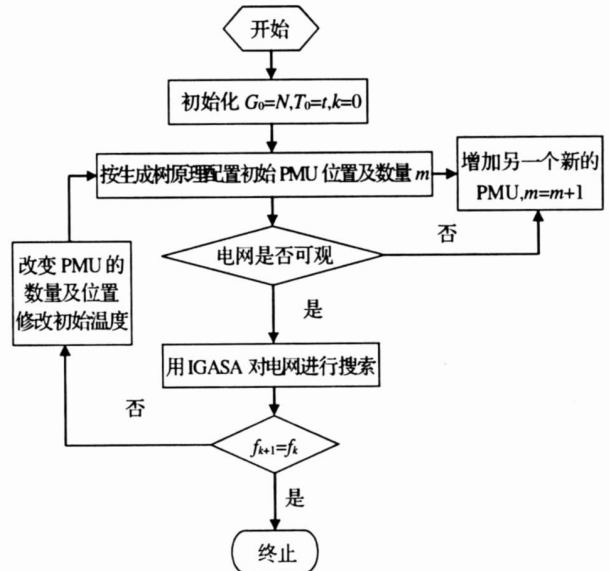 开始
初始化 G₀=N,T₀=t,k=0
按生成树原理配置初始 PMU 位置及数量 m
增加另一个新的
PMU,m=m+1
否
电网是否可观
改变 PMU 的
数量及位置
修改初始温度
是
用 IGASA 对电网进行搜索
否
fₖ₊₁=fₖ
是
终止